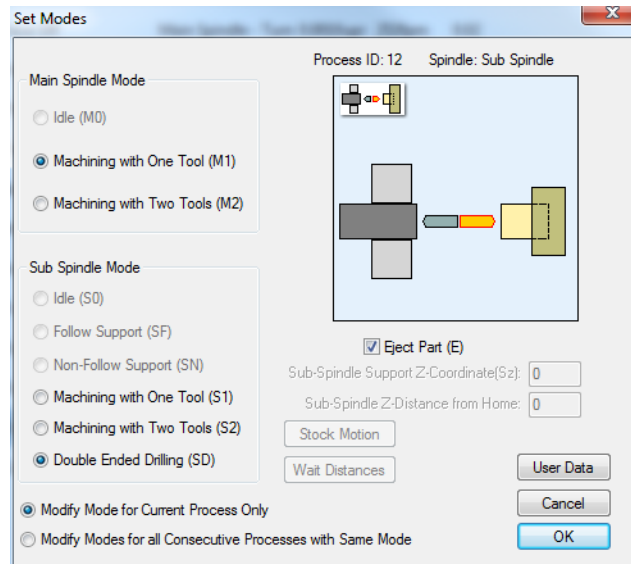 Set Modes
Process ID: 12 Spindle: Sub Spindle
Main Spindle Mode
Idle (M0)
Machining with One Tool (M1)
Machining with Two Tools (M2)
Sub Spindle Mode
Idle (S0)
Follow Support (SF)
Non-Follow Support (SN)
Machining with One Tool (S1)
Machining with Two Tools (S2)
Double Ended Drilling (SD)
Eject Part (E)
Sub-Spindle Support Z-Coordinate(Sz): 0
Sub-Spindle Z-Distance from Home: 0
Stock Motion
Wait Distances
User Data
Cancel
OK
Modify Mode for Current Process Only
Modify Modes for all Consecutive Processes with Same Mode